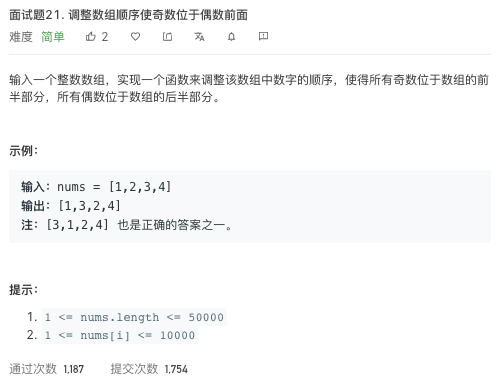 面试题21. 调整数组顺序使奇数位于偶数前面
难度 简单 2
输入一个整数数组，实现一个函数来调整该数组中数字的顺序，使得所有奇数位于数组的前
半部分，所有偶数位于数组的后半部分。
示例：
输入：nums = [1,2,3,4]
输出：[1,3,2,4]
注：[3,1,2,4] 也是正确的答案之一。
提示：
1. 1 <= nums.length <= 50000
2. 1 <= nums[i] <= 10000
通过次数 1,187 提交次数 1,754